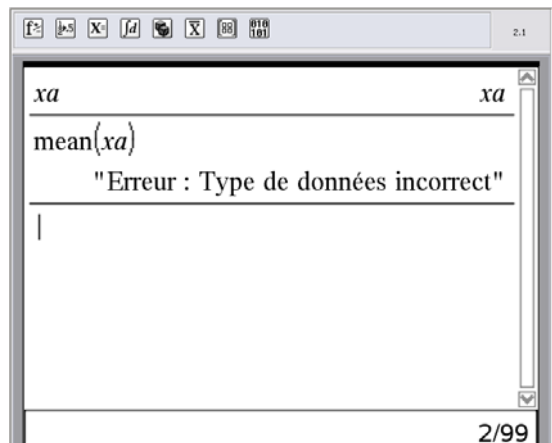 2.1
xa xa
mean(xa)
"Erreur : Type de données incorrect"
2/99